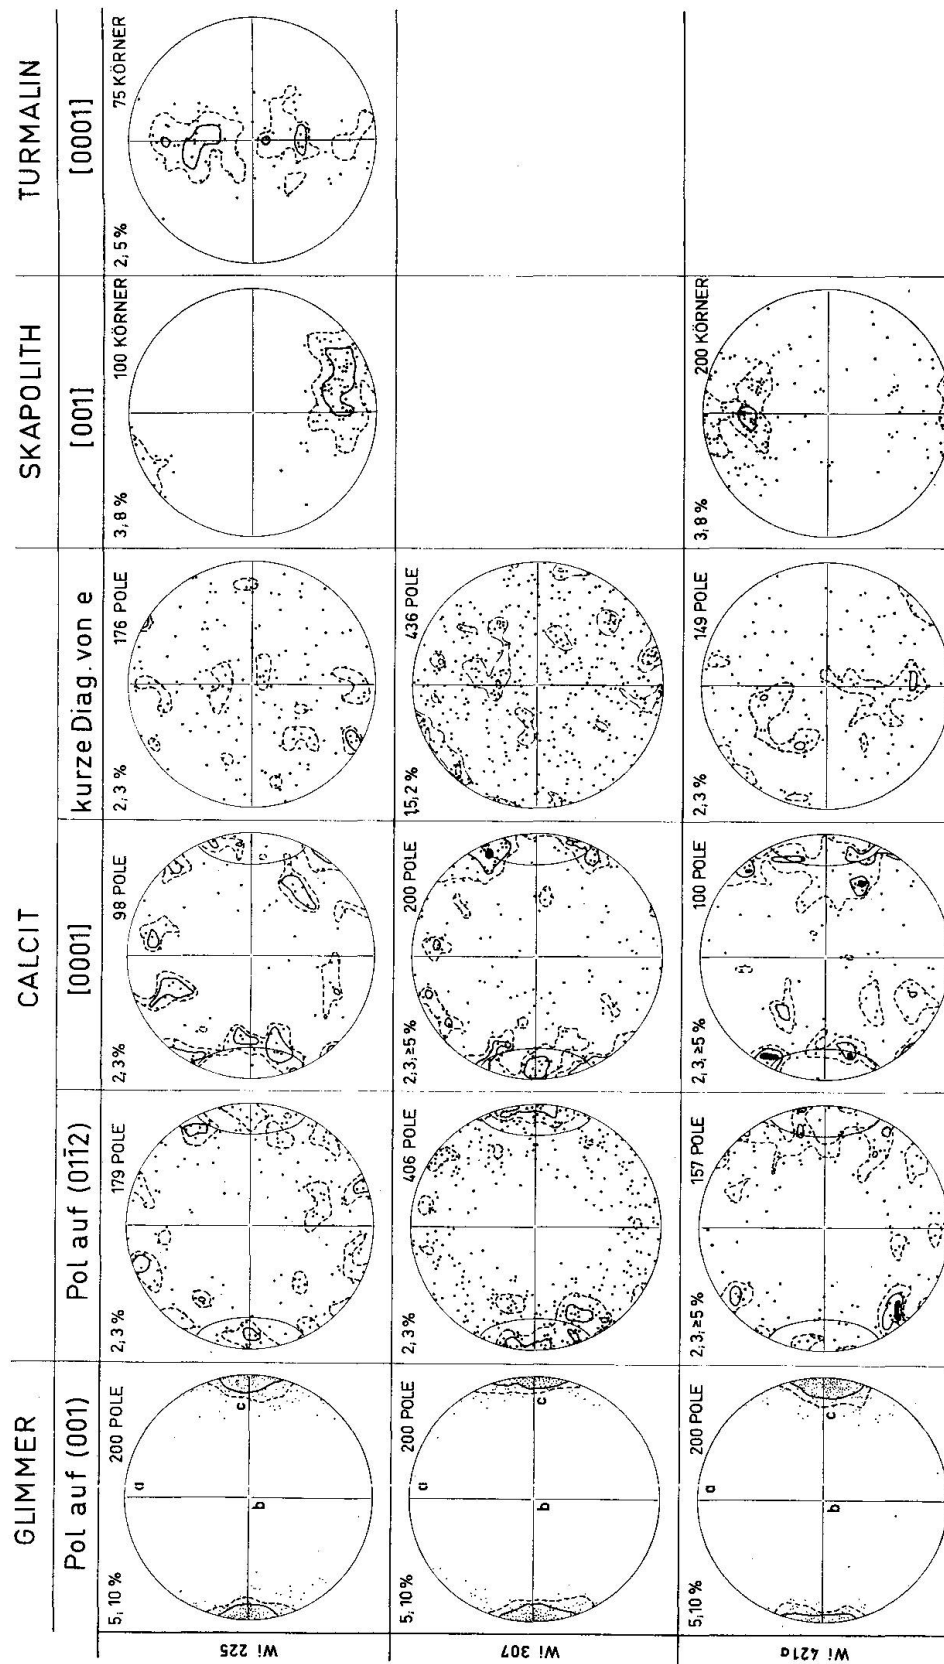 GLIMMER
CALCIT
SKAPOLITH
TURMALIN
Pol auf (001)
Pol auf (011̄2)
[0001]
kurze Diag. von e
[001]
[0001]
Wi 225
5, 10 %
200 POLE
a
b
c
2, 3 %
179 POLE
2, 3 %
98 POLE
2, 3 %
176 POLE
3, 8 %
100 KÖRNER
2, 5 %
75 KÖRNER
Wi 307
5, 10 %
200 POLE
a
b
c
2, 3 %
406 POLE
2, 3, ≥5 %
200 POLE
1,5, 2 %
436 POLE
Wi 421a
5, 10 %
200 POLE
a
b
c
2, 3, ≥5 %
157 POLE
2, 3, ≥5 %
100 POLE
2, 3 %
149 POLE
3, 8 %
200 KÖRNER